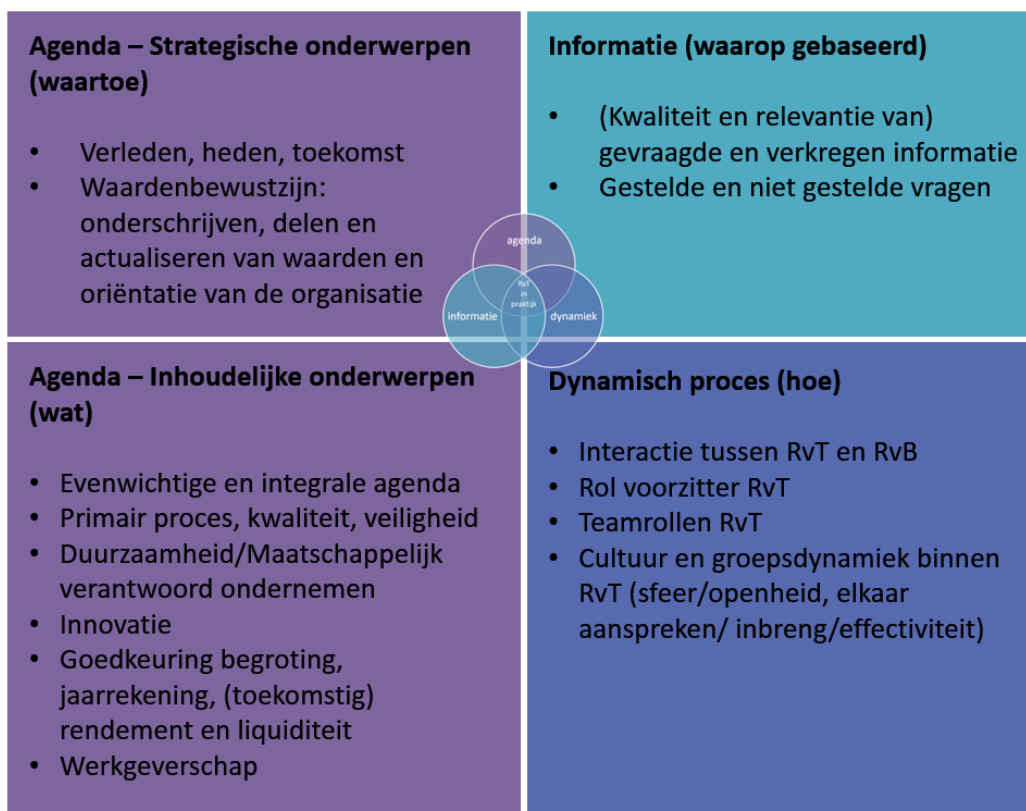 Agenda – Strategische onderwerpen
(waartoe)
• Verleden, heden, toekomst
• Waardenbewustzijn:
onderschrijven, delen en
actualiseren van waarden en
oriëntatie van de organisatie
Informatie (waarop gebaseerd)
• (Kwaliteit en relevantie van)
gevraagde en verkregen informatie
• Gestelde en niet gestelde vragen
agenda
RvT
in
praktijk
informatie
dynamiek
Agenda – Inhoudelijke onderwerpen
(wat)
• Evenwichtige en integrale agenda
• Primair proces, kwaliteit, veiligheid
• Duurzaamheid/Maatschappelijk
verantwoord ondernemen
• Innovatie
• Goedkeuring begroting,
jaarrekening, (toekomstig)
rendement en liquiditeit
• Werkgeverschap
Dynamisch proces (hoe)
• Interactie tussen RvT en RvB
• Rol voorzitter RvT
• Teamrollen RvT
• Cultuur en groepsdynamiek binnen
RvT (sfeer/openheid, elkaar
aanspreken/ inbreng/effectiviteit)